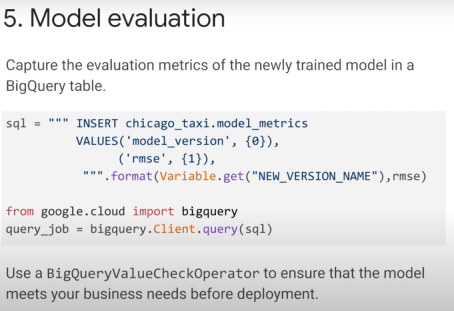 5. Model evaluation
Capture the evaluation metrics of the newly trained model in a
BigQuery table.
sql = """ INSERT chicago_taxi.model_metrics
VALUES('model_version', {0}),
('rmse', {1}),
""".format(Variable.get("NEW_VERSION_NAME"),rmse)
from google.cloud import bigquery
query_job = bigquery.Client.query(sql)
Use a BigQueryValueCheckOperator to ensure that the model
meets your business needs before deployment.